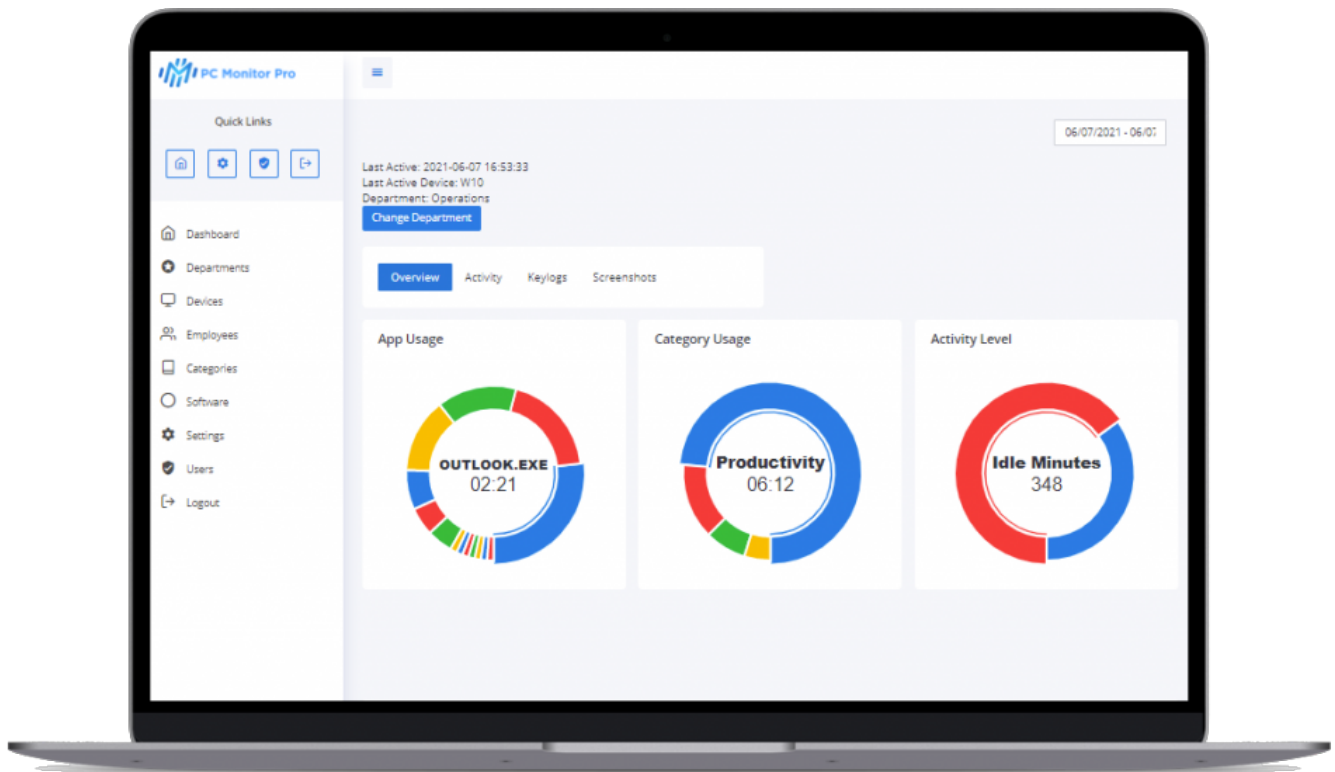 PC Monitor Pro
Quick Links
Dashboard
Departments
Devices
Employees
Categories
Software
Settings
Users
Logout
06/07/2021 - 06/07
Last Active: 2021-06-07 16:53:33
Last Active Device: W10
Department: Operations
Change Department
Overview Activity Keylogs Screenshots
App Usage
OUTLOOK.EXE
02:21
Category Usage
Productivity
06:12
Activity Level
Idle Minutes
348